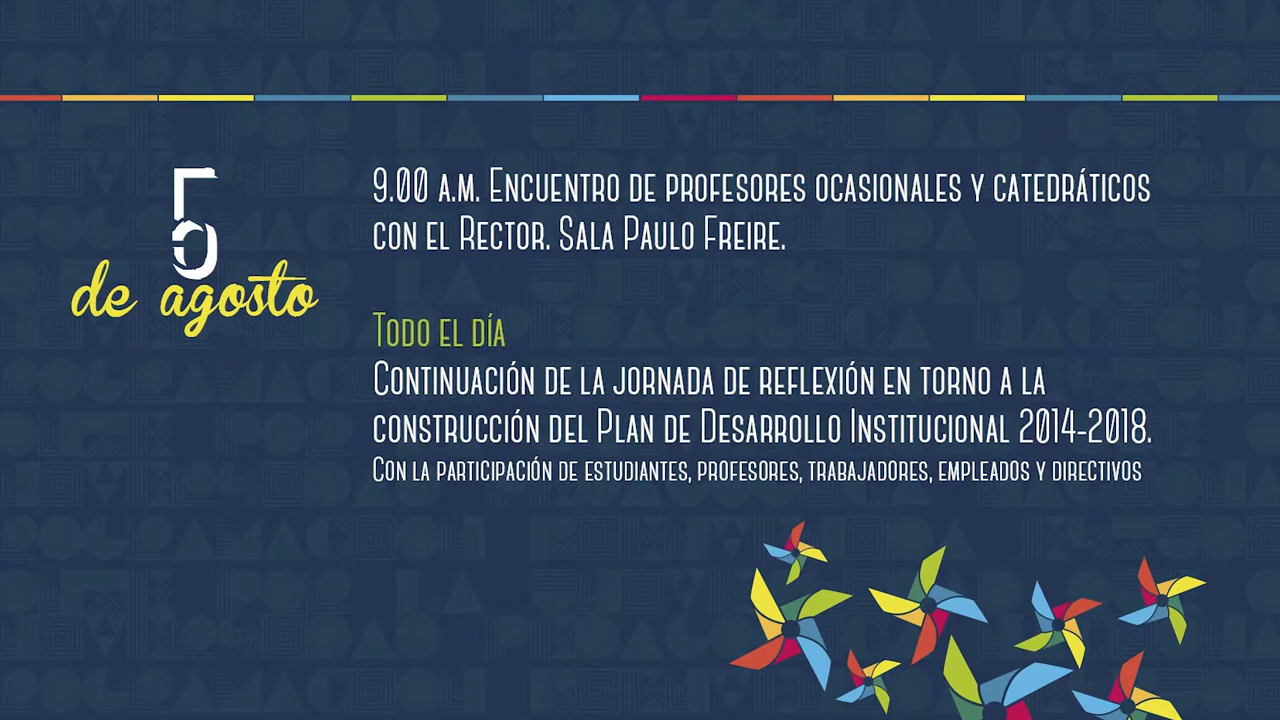 5
de agosto
9.00 a.m. Encuentro de profesores ocasionales y catedráticos
con el Rector. Sala Paulo Freire.
Todo el día
Continuación de la jornada de reflexión en torno a la
construcción del Plan de Desarrollo Institucional 2014-2018.
Con la participación de estudiantes, profesores, trabajadores, empleados y directivos